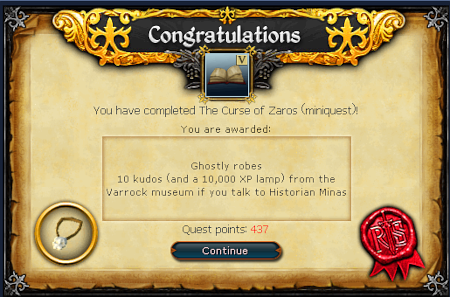 Congratulations
V
You have completed The Curse of Zaros (miniquest)!
You are awarded:
Ghostly robes
10 kudos (and a 10,000 XP lamp) from the
Varrock museum if you talk to Historian Minas
Quest points: 437
RS
Continue